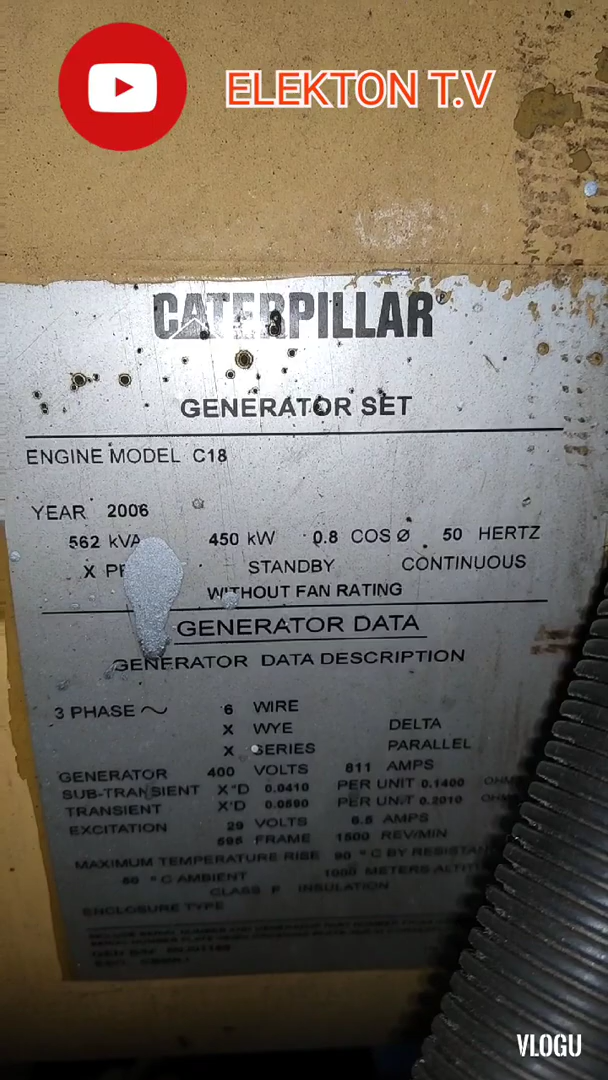 ELEKTON T.V
CATERPILLAR®
GENERATOR SET
ENGINE MODEL C18
YEAR 2006
562 kVA 450 kW 0.8 COS Ø 50 HERTZ
X STANDBY CONTINUOUS
WITHOUT FAN RATING
GENERATOR DATA
GENERATOR DATA DESCRIPTION
3 PHASE ~ 6 WIRE
X WYE DELTA
X SERIES PARALLEL
GENERATOR 400 VOLTS 811 AMPS
SUB-TRANSIENT X"D 0.0410 PER UNIT 0.1400 OHMS
TRANSIENT X'D 0.0590 PER UNIT 0.2010
EXCITATION 29 VOLTS 6.5 AMPS
595 FRAME 1500 REV/MIN
MAXIMUM TEMPERATURE RISE 90 °C BY
°C AMBIENT 1000 METERS
CLASS F INSULATION
ENCLOSURE TYPE
VLOGU